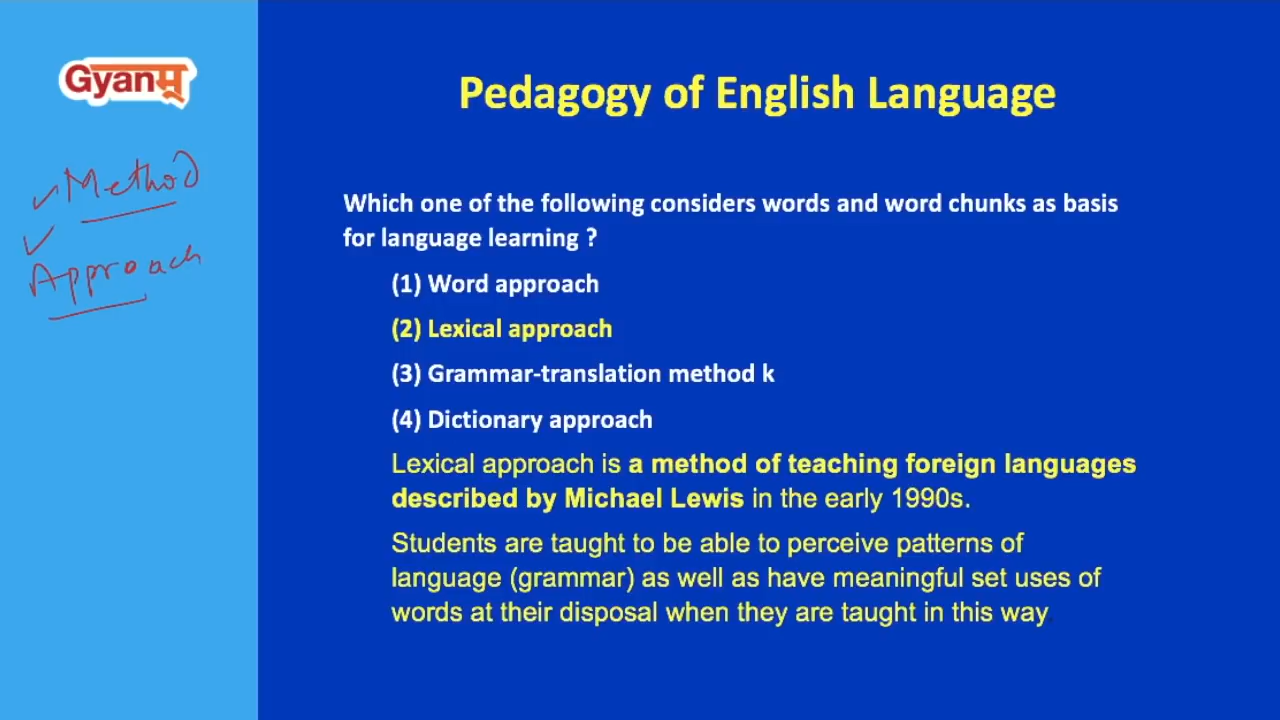 Gyanम्
Pedagogy of English Language
Method
Approach
Which one of the following considers words and word chunks as basis
for language learning ?
(1) Word approach
(2) Lexical approach
(3) Grammar-translation method k
(4) Dictionary approach
Lexical approach is a method of teaching foreign languages
described by Michael Lewis in the early 1990s.
Students are taught to be able to perceive patterns of
language (grammar) as well as have meaningful set uses of
words at their disposal when they are taught in this way